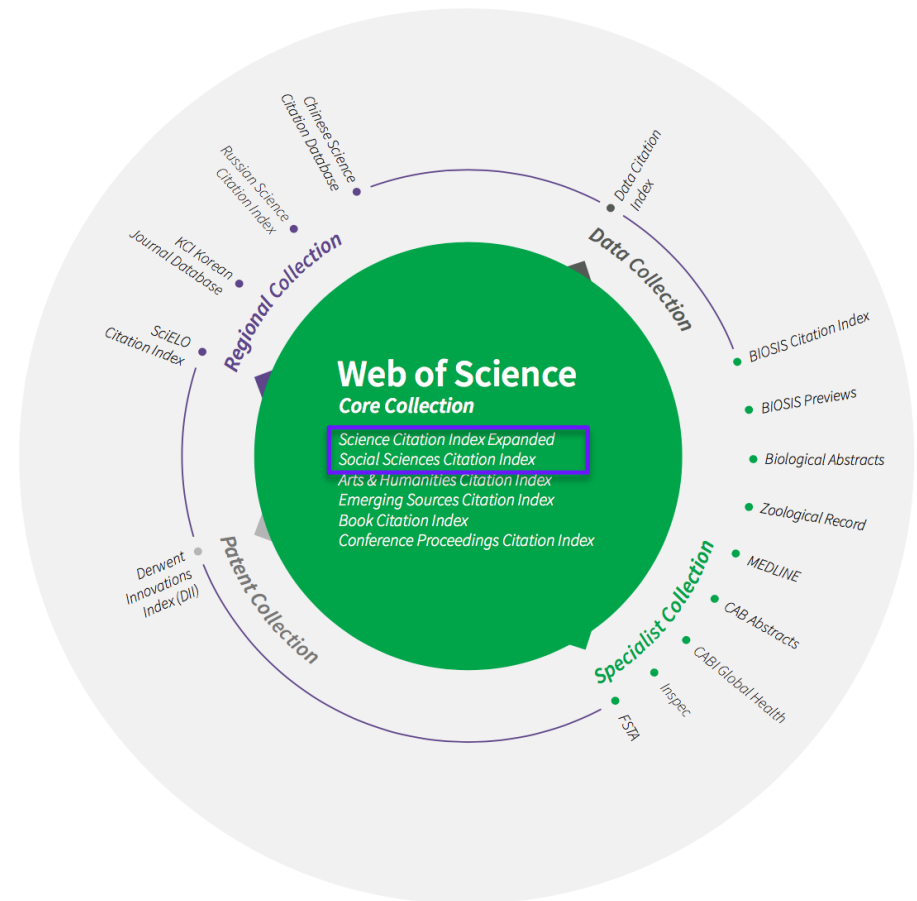 Web of Science
Core Collection
Science Citation Index Expanded
Social Sciences Citation Index
Arts & Humanities Citation Index
Emerging Sources Citation Index
Book Citation Index
Conference Proceedings Citation Index
Regional Collection
Chinese Science
Citation Database
Russian Science
Citation Index
KCI Korean
Journal Database
SciELO
Citation Index
Data Collection
Data Citation
Index
Specialist Collection
BIOSIS Citation Index
BIOSIS Previews
Biological Abstracts
Zoological Record
MEDLINE
CAB Abstracts
CABI Global Health
Inspec
FSTA
Patent Collection
Derwent
Innovations
Index (DII)